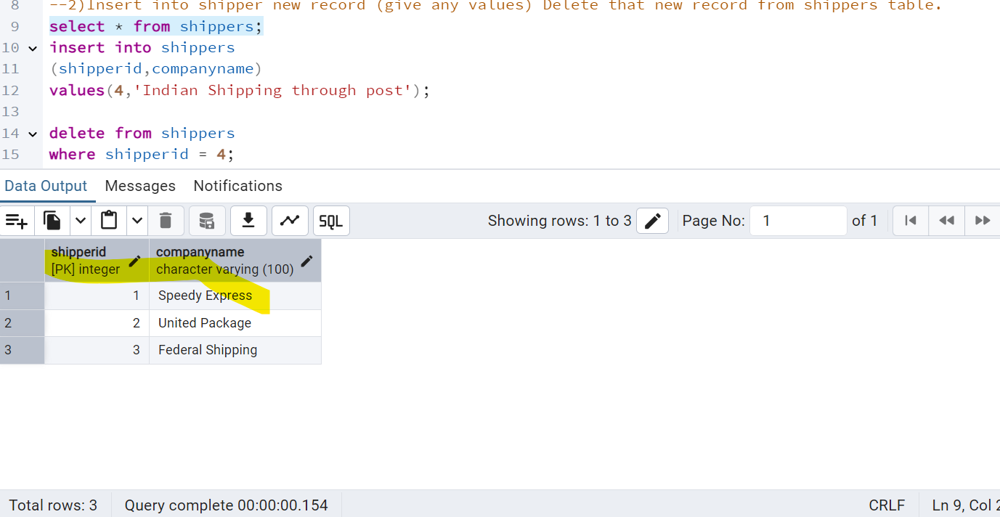 8 --2)Insert into shipper new record (give any values) Delete that new record from shippers table.
9 select * from shippers;
10 insert into shippers
11 (shipperid,companyname)
12 values(4,'Indian Shipping through post');
13
14 delete from shippers
15 where shipperid = 4;
Data Output Messages Notifications
SQL Showing rows: 1 to 3 Page No: 1 of 1
shipperid companyname
[PK] integer character varying (100)
1 1 Speedy Express
2 2 United Package
3 3 Federal Shipping
Total rows: 3 Query complete 00:00:00.154 CRLF Ln 9, Col 2